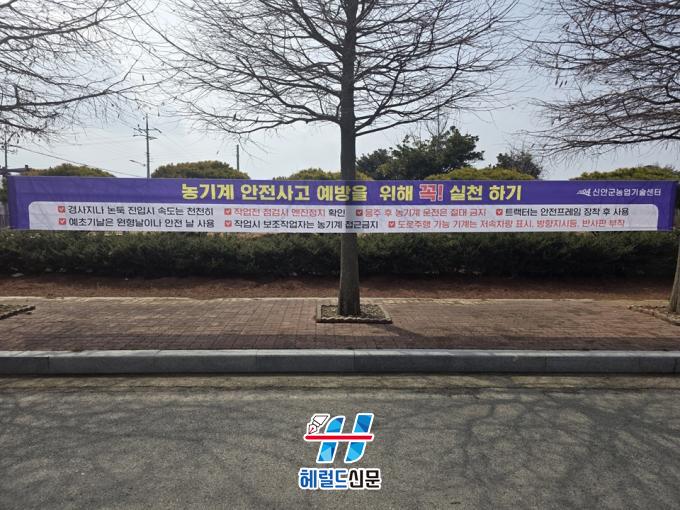 농기계 안전사고 예방을 위해 꼭! 실천 하기
신안군농업기술센터
경사지나 논둑 진입시 속도는 천천히 작업전 점검시 엔진정지 확인 음주 후 농기계 운전은 절대 금지 트랙터는 안전프레임 장착 후 사용
예초기날은 원형날이나 안전 날 사용 작업시 보조작업자는 농기계 접근금지 도로주행 가능 기계는 저속차량 표시, 방향지시등, 반사판 부착
헤럴드신문